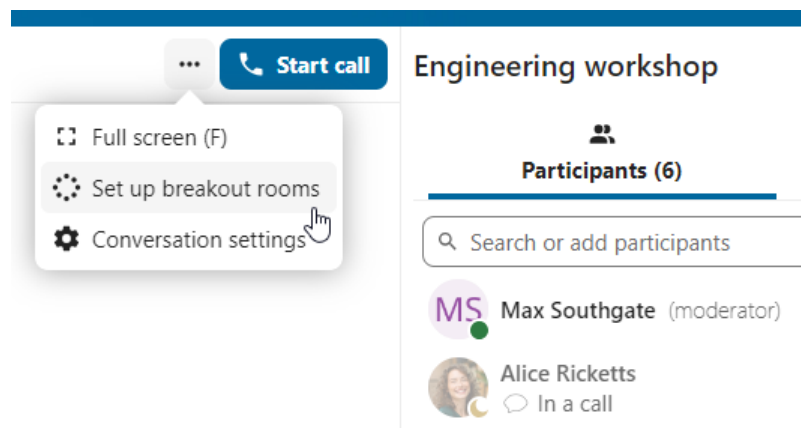 Start call
Full screen (F)
Set up breakout rooms
Conversation settings
Engineering workshop
Participants (6)
Search or add participants
MS Max Southgate (moderator)
Alice Ricketts
In a call